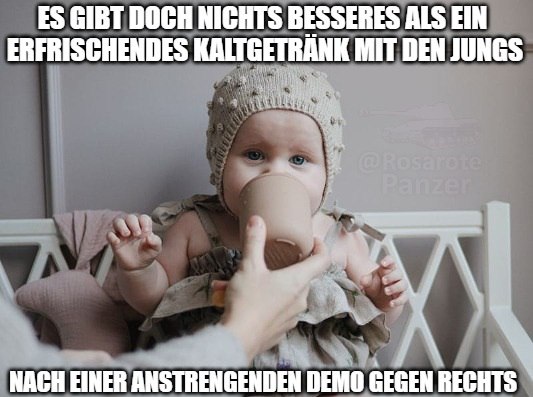 ES GIBT DOCH NICHTS BESSERES ALS EIN
ERFRISCHENDES KALTGETRÄNK MIT DEN JUNGS
@Rosarote
Panzer
NACH EINER ANSTRENGENDEN DEMO GEGEN RECHTS